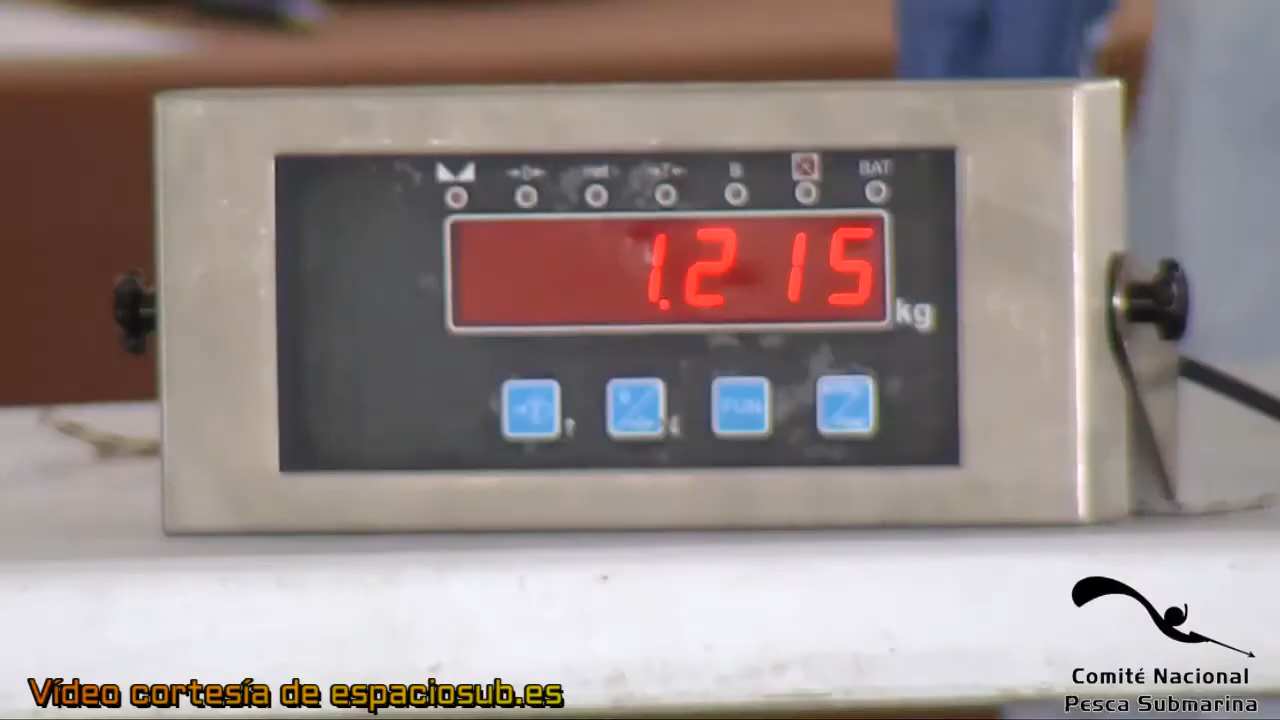 B
BAT
1.215
kg
FUN
Vídeo cortesía de espaciosub.es
Comité Nacional
Pesca Submarina